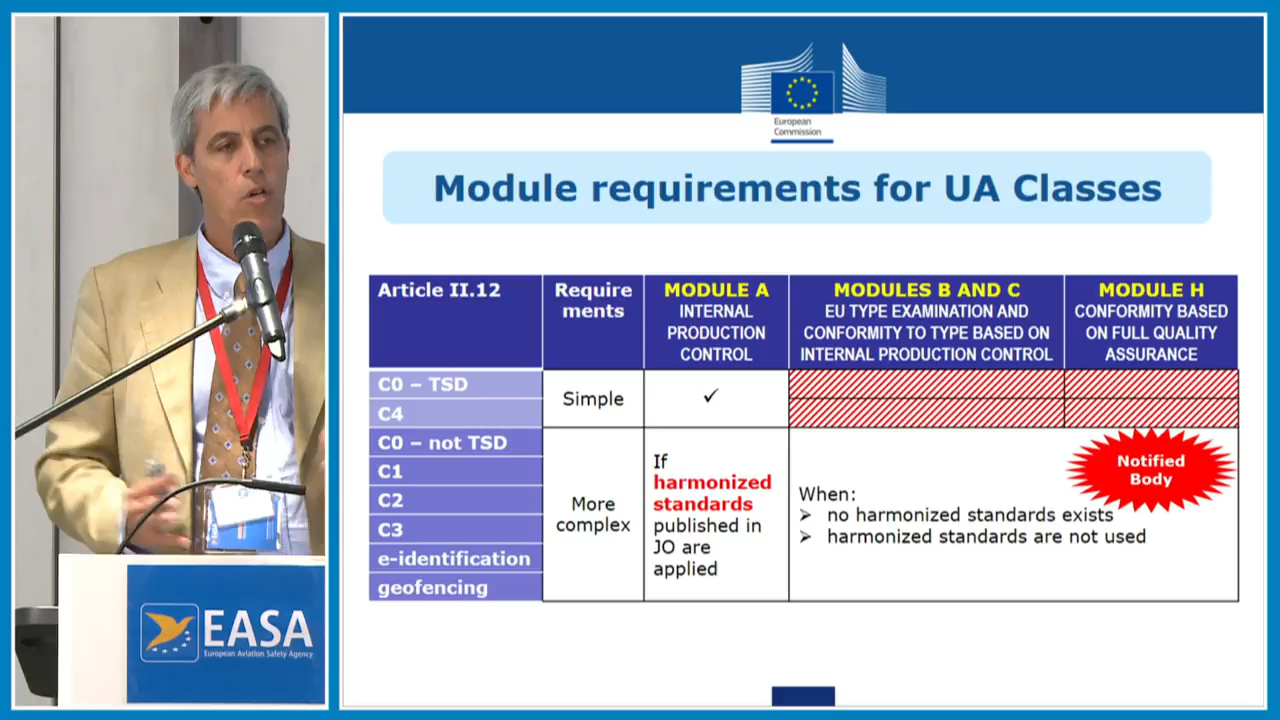 European
Commission
Module requirements for UA Classes
Article II.12
Require
ments
MODULE A
INTERNAL
PRODUCTION
CONTROL
MODULES B AND C
EU TYPE EXAMINATION AND
CONFORMITY TO TYPE BASED ON
INTERNAL PRODUCTION CONTROL
MODULE H
CONFORMITY BASED
ON FULL QUALITY
ASSURANCE
C0 – TSD
C4
Simple
✓
C0 – not TSD
C1
C2
C3
e-identification
geofencing
More
complex
If
harmonized
standards
published in
JO are
applied
When:
➢ no harmonized standards exists
➢ harmonized standards are not used
Notified
Body
EASA
European Aviation Safety Agency